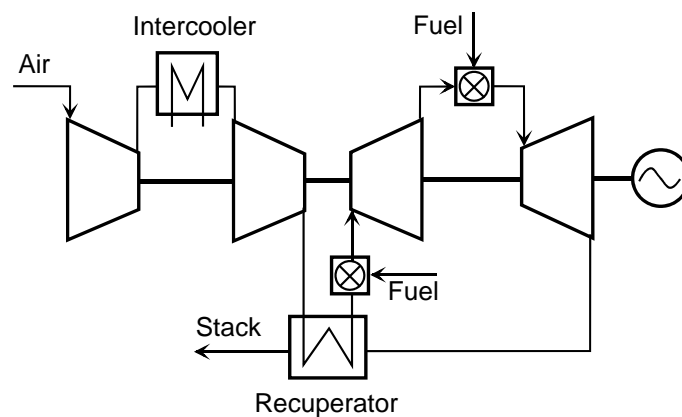 Intercooler
Fuel
Air
Fuel
Stack
Recuperator